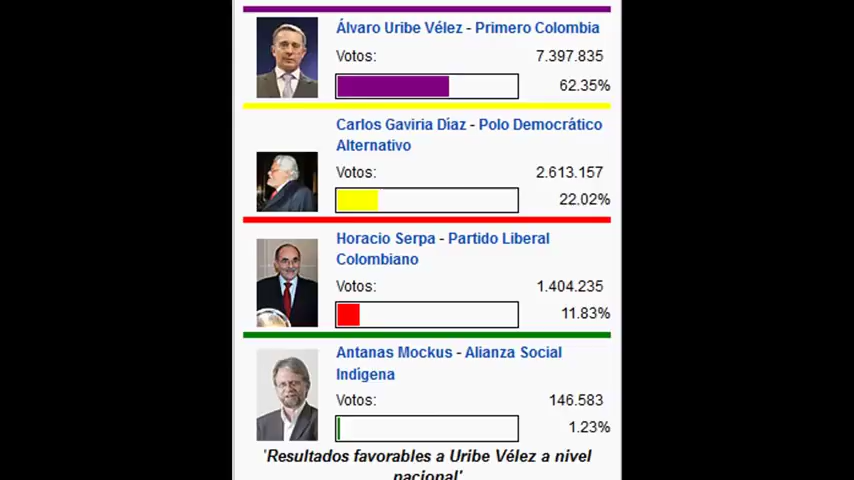 Álvaro Uribe Vélez - Primero Colombia
Votos: 7.397.835
62.35%
Carlos Gaviria Díaz - Polo Democrático
Alternativo
Votos: 2.613.157
22.02%
Horacio Serpa - Partido Liberal
Colombiano
Votos: 1.404.235
11.83%
Antanas Mockus - Alianza Social
Indígena
Votos: 146.583
1.23%
'Resultados favorables a Uribe Vélez a nivel
nacional'